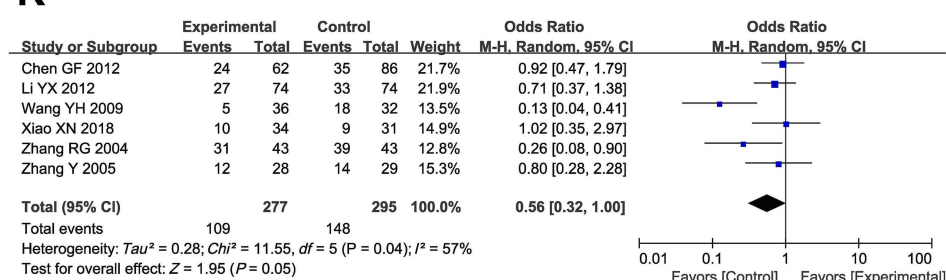 Experimental Control Odds Ratio Odds Ratio
Study or Subgroup Events Total Events Total Weight M-H, Random, 95% CI M-H, Random, 95% CI
Chen GF 2012 24 62 35 86 21.7% 0.92 [0.47, 1.79]
Li YX 2012 27 74 33 74 21.9% 0.71 [0.37, 1.38]
Wang YH 2009 5 36 18 32 13.5% 0.13 [0.04, 0.41]
Xiao XN 2018 10 34 9 31 14.9% 1.02 [0.35, 2.97]
Zhang RG 2004 31 43 39 43 12.8% 0.26 [0.08, 0.90]
Zhang Y 2005 12 28 14 29 15.3% 0.80 [0.28, 2.28]
Total (95% CI) 277 295 100.0% 0.56 [0.32, 1.00]
Total events 109 148
Heterogeneity: Tau² = 0.28; Chi² = 11.55, df = 5 (P = 0.04); I² = 57%
Test for overall effect: Z = 1.95 (P = 0.05)
0.01 0.1 1 10 100
Favors [Control] Favors [Experimental]